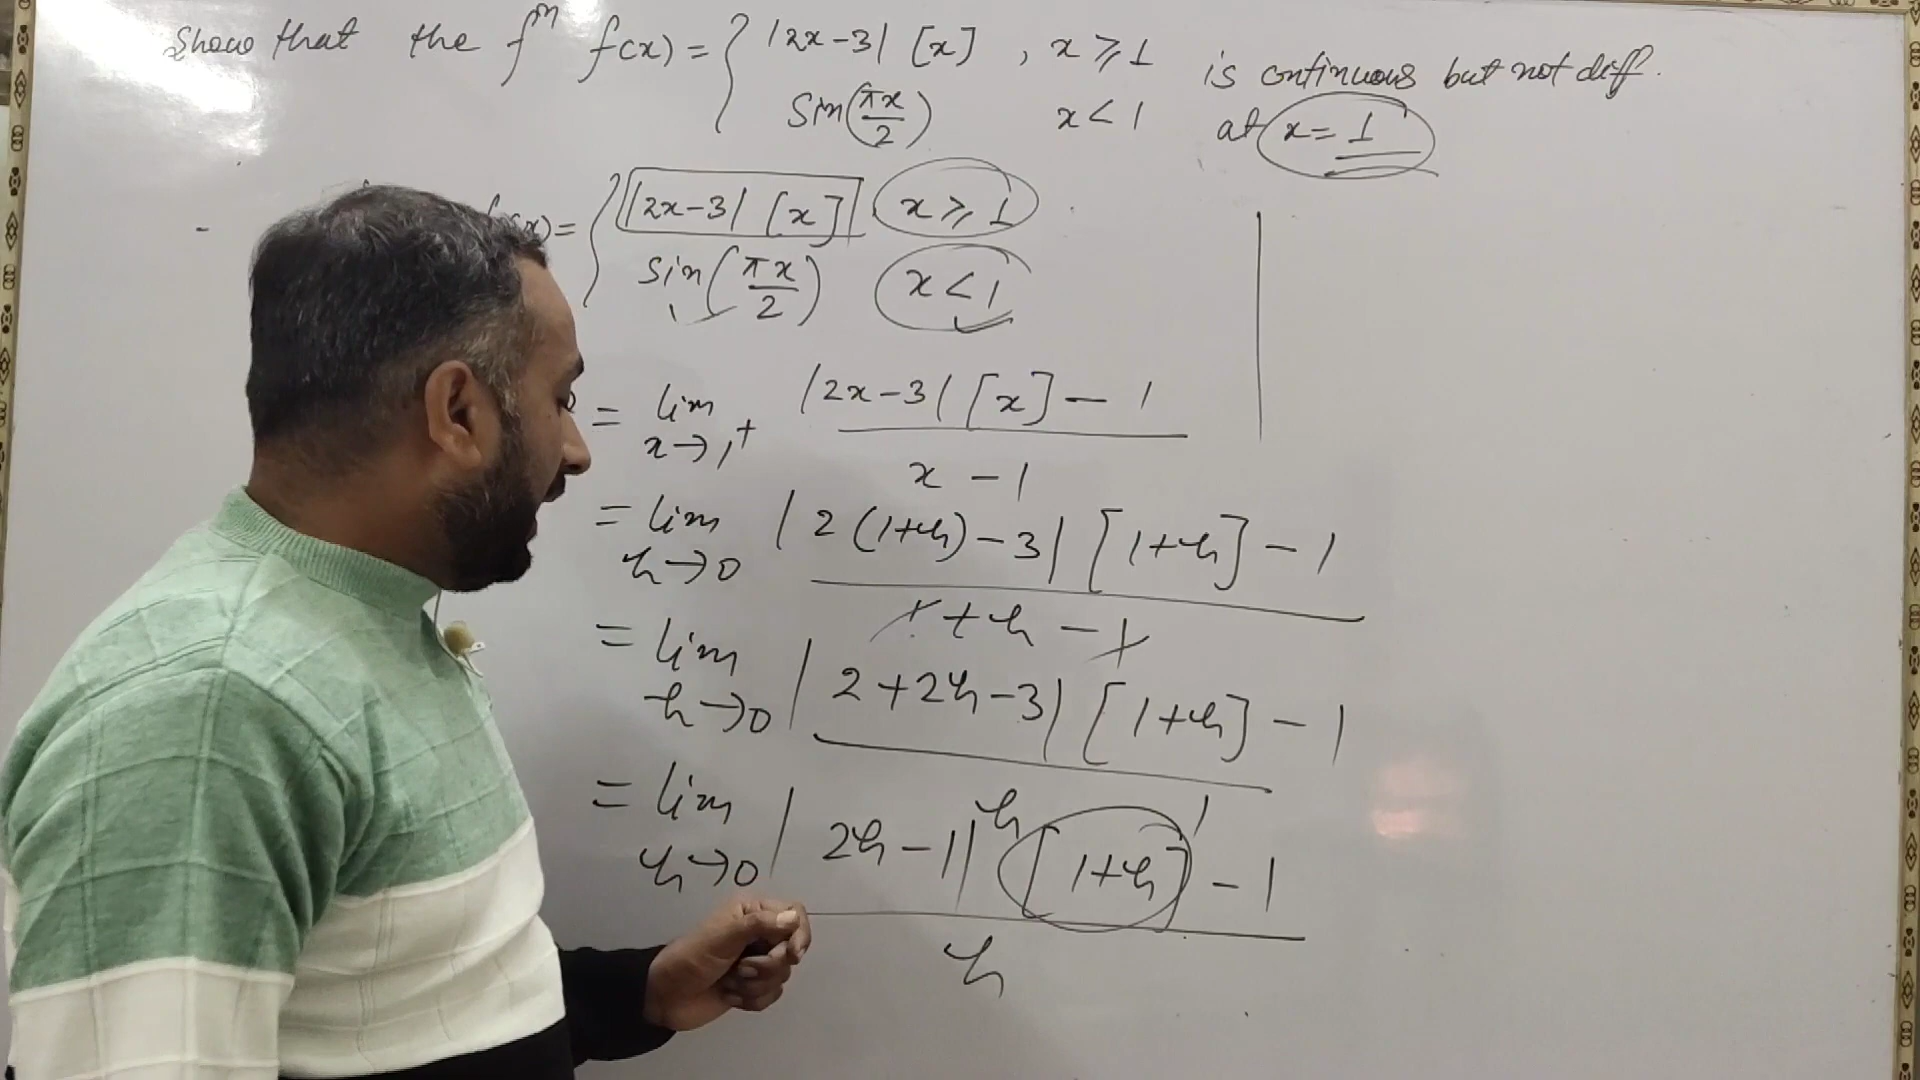 Show that the fⁿ f(x) = { |2x-3| [x] , x ≥ 1 is continuous but not diff.
sin(πx/2) x < 1 at x = 1
(x) = { |2x-3| [x] x ≥ 1
sin(πx/2) x < 1
= lim x→1⁺ |2x-3| [x] - 1 / x - 1
= lim h→0 |2(1+h)-3| [1+h] - 1 / 1+h-1
= lim h→0 |2+2h-3| [1+h] - 1 / h
= lim h→0 |2h-1| [1+h] 1 - 1 / h